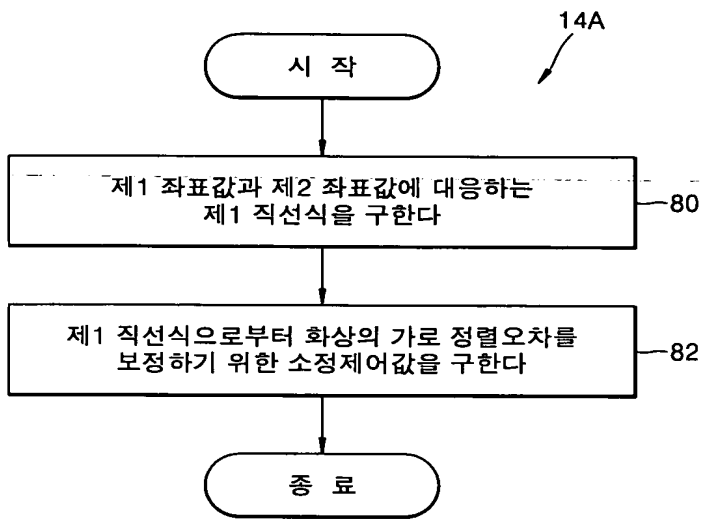 14A
시 작
제1 좌표값과 제2 좌표값에 대응하는
제1 직선식을 구한다
80
제1 직선식으로부터 화상의 가로 정렬오차를
보정하기 위한 소정제어값을 구한다
82
종 료